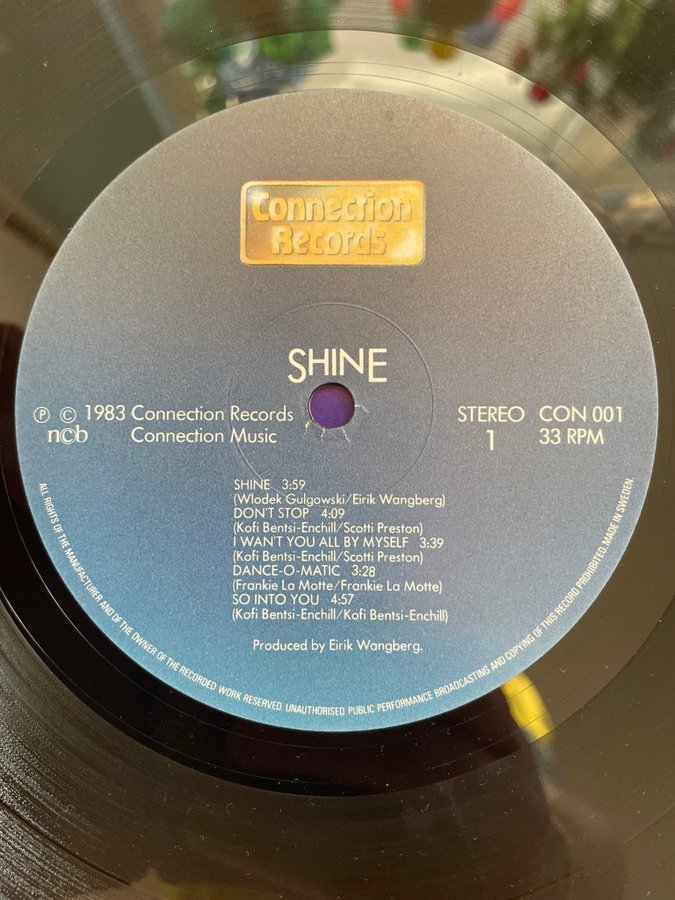 Connection
Records
SHINE
Ⓟ © 1983 Connection Records
ncb Connection Music
STEREO CON 001
1 33 RPM
SHINE 3:59
(Wlodek Gulgowski/Eirik Wangberg)
DON'T STOP 4:09
(Kofi Bentsi-Enchill/Scotti Preston)
I WAN'T YOU ALL BY MYSELF 3:39
(Kofi Bentsi-Enchill/Scotti Preston)
DANCE-O-MATIC 3:28
(Frankie La Motte/Frankie La Motte)
SO INTO YOU 4:57
(Kofi Bentsi-Enchill/Kofi Bentsi-Enchill)
Produced by Eirik Wangberg.
ALL RIGHTS OF THE MANUFACTURER AND OF THE OWNER OF THE RECORDED WORK RESERVED. UNAUTHORISED PUBLIC PERFORMANCE BROADCASTING AND COPYING OF THIS RECORD PROHIBITED. MADE IN SWEDEN.